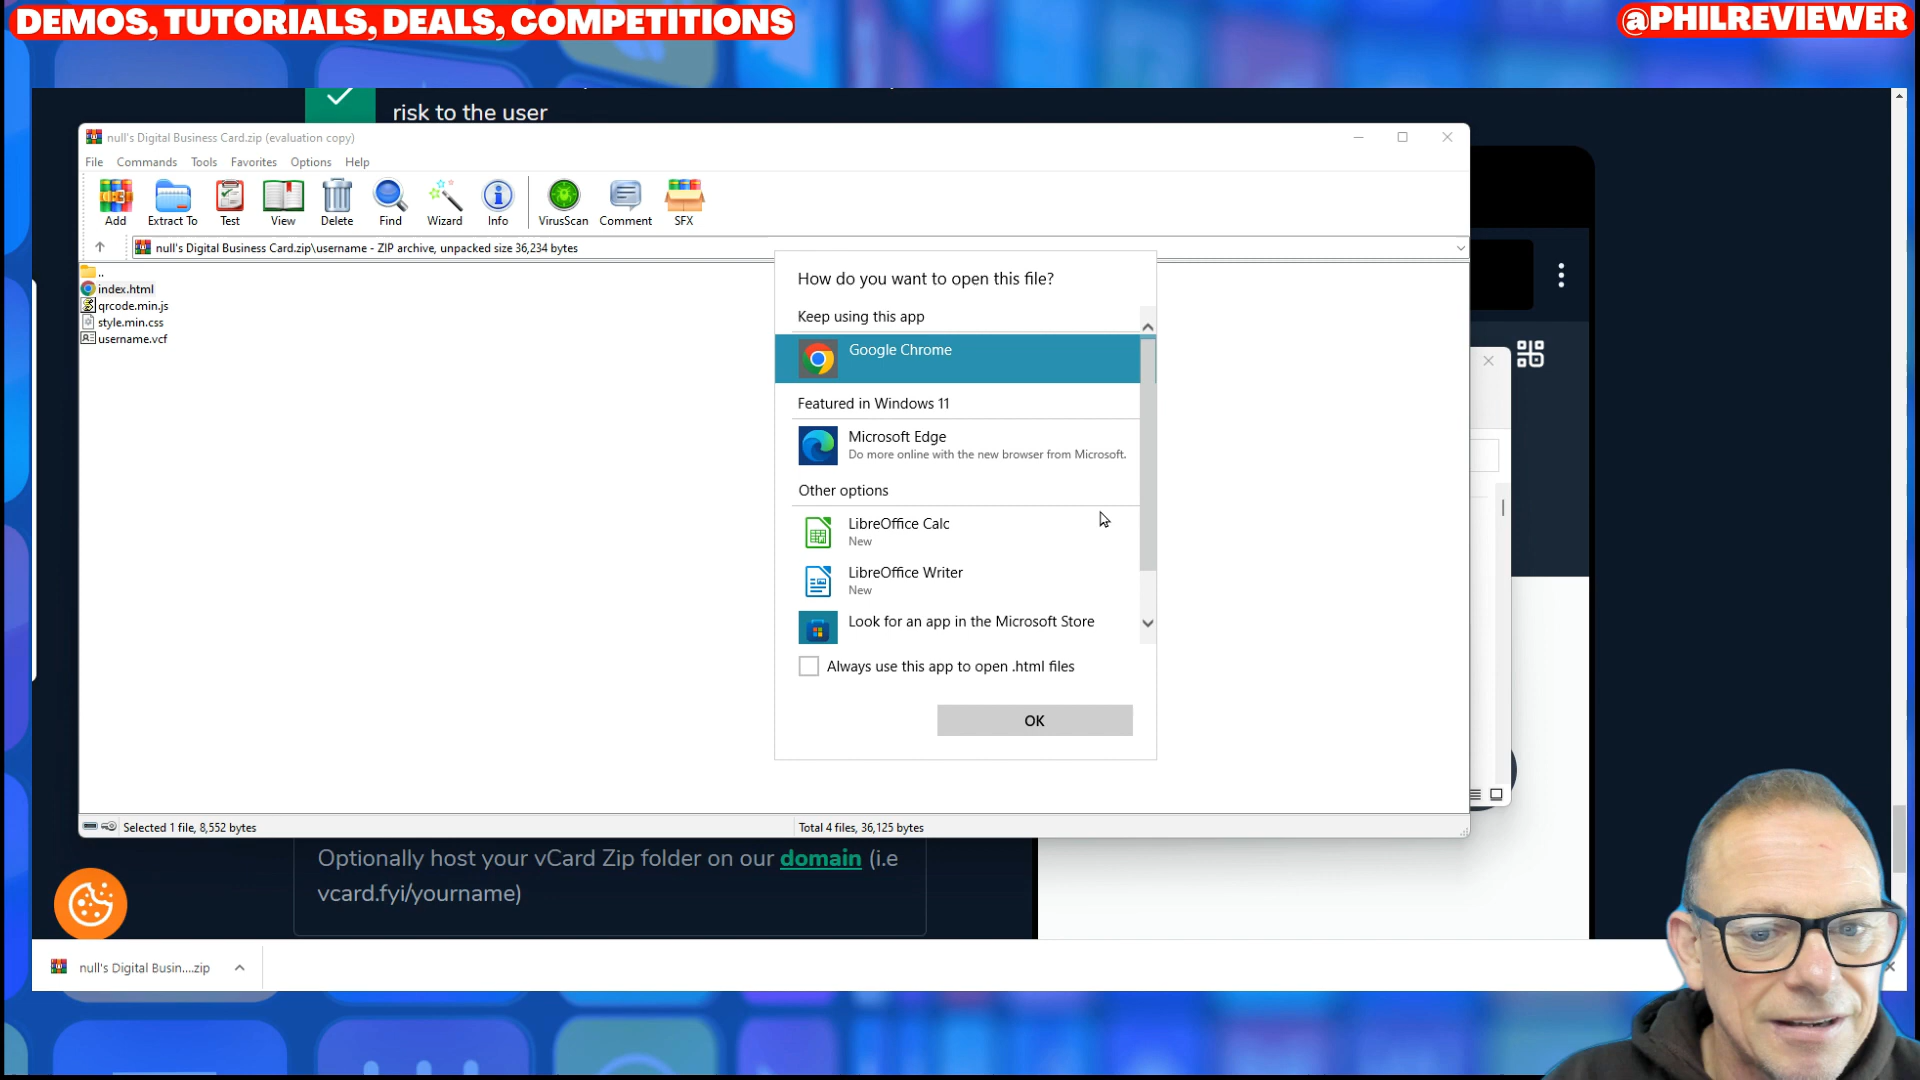 DEMOS, TUTORIALS, DEALS, COMPETITIONS
@PHILREVIEWER
risk to the user
null's Digital Business Card.zip (evaluation copy)
File Commands Tools Favorites Options Help
Add Extract To Test View Delete Find Wizard Info VirusScan Comment SFX
null's Digital Business Card.zip\username - ZIP archive, unpacked size 36,234 bytes
..
index.html
qrcode.min.js
style.min.css
username.vcf
How do you want to open this file?
Keep using this app
Google Chrome
Featured in Windows 11
Microsoft Edge
Do more online with the new browser from Microsoft.
Other options
LibreOffice Calc
New
LibreOffice Writer
New
Look for an app in the Microsoft Store
Always use this app to open .html files
OK
Selected 1 file, 8,552 bytes
Total 4 files, 36,125 bytes
Optionally host your vCard Zip folder on our domain (i.e
vcard.fyi/yourname)
null's Digital Busin....zip